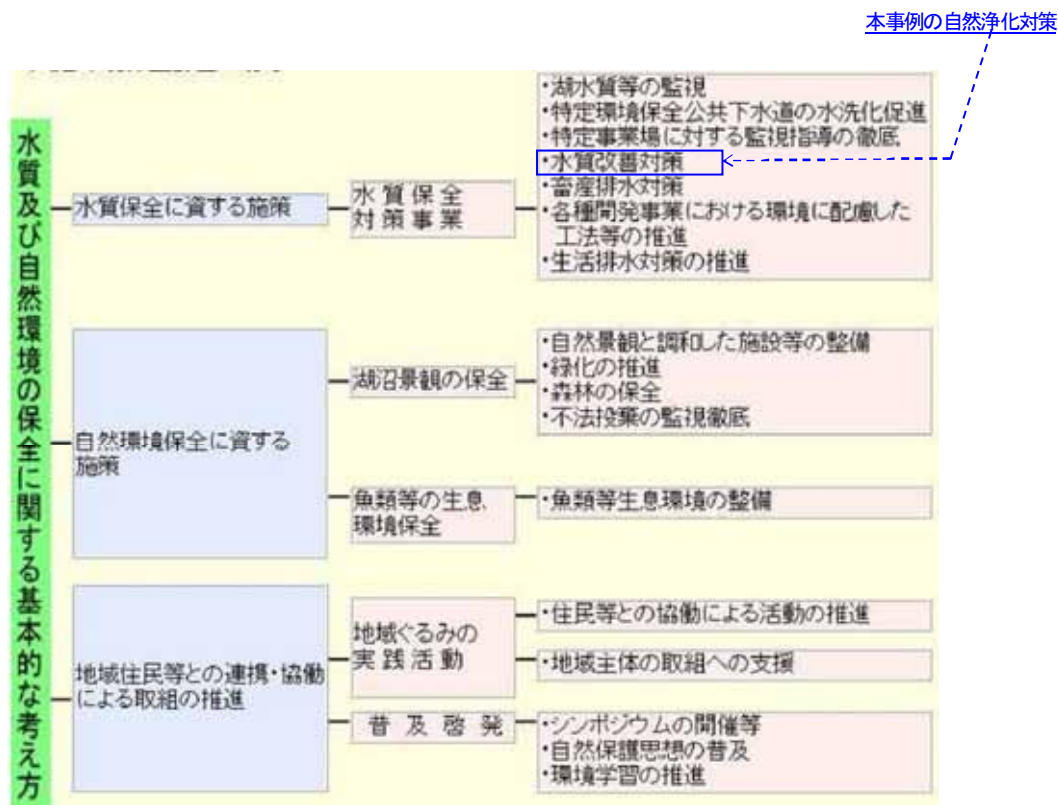 本事例の自然浄化対策
水質及び自然環境の保全に関する基本的な考え方
水質保全に資する施策
水質保全
対策事業
・湖水質等の監視
・特定環境保全公共下水道の水洗化促進
・特定事業場に対する監視指導の徹底
・水質改善対策
・畜産排水対策
・各種開発事業における環境に配慮した
工法等の推進
・生活排水対策の推進
自然環境保全に資する
施策
湖沼景観の保全
・自然景観と調和した施設等の整備
・緑化の推進
・森林の保全
・不法投棄の監視徹底
魚類等の生息
環境保全
・魚類等生息環境の整備
地域住民等との連携・協働
による取組の推進
地域ぐるみの
実践活動
・住民等との協働による活動の推進
・地域主体の取組への支援
普及啓発
・シンポジウムの開催等
・自然保護思想の普及
・環境学習の推進